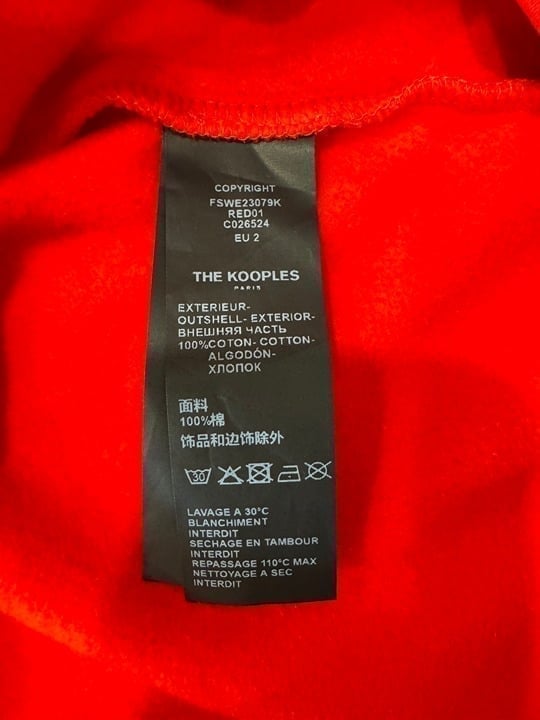 COPYRIGHT
FSWE23079K
RED01
C026524
EU 2
THE KOOPLES
PARIS
EXTERIEUR-
OUTSHELL- EXTERIOR-
ВНЕШНЯЯ ЧАСТЬ
100%COTON- COTTON-
ALGODÓN-
ХЛОПОК
面料
100%棉
饰品和边饰除外
30
LAVAGE A 30°C
BLANCHIMENT
INTERDIT
SECHAGE EN TAMBOUR
INTERDIT
REPASSAGE 110°C MAX
NETTOYAGE A SEC
INTERDIT